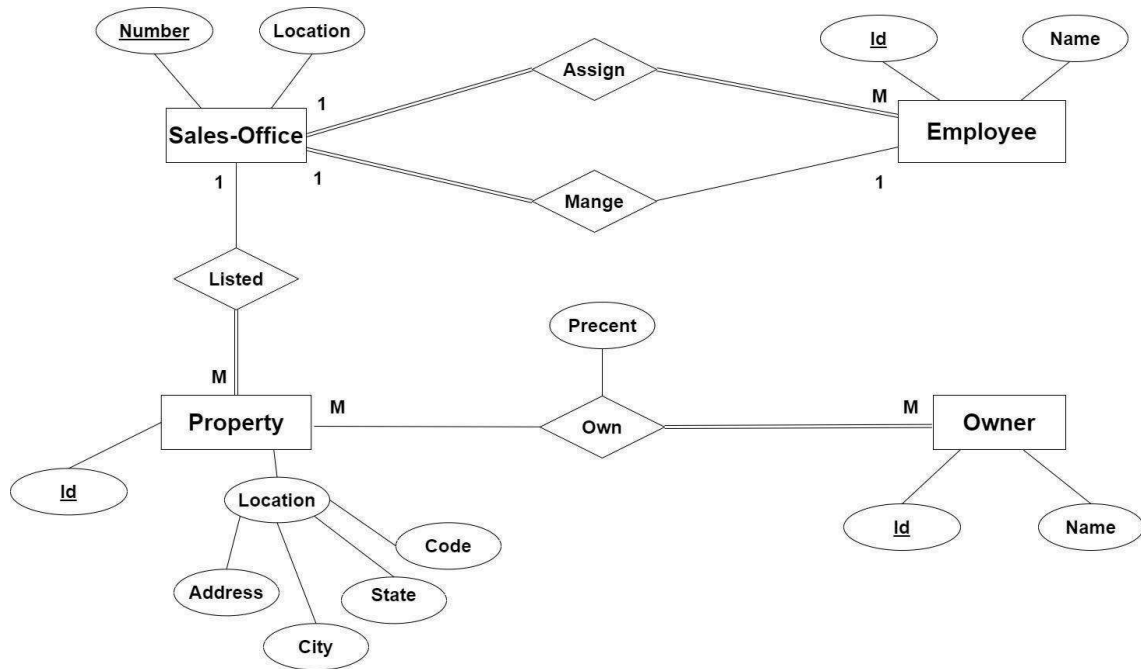 Number
Location
Id
Name
Assign
1
M
Sales-Office
Employee
1
1
1
Mange
Listed
Precent
M
M
M
Property
Own
Owner
Id
Location
Id
Name
Code
Address
State
City